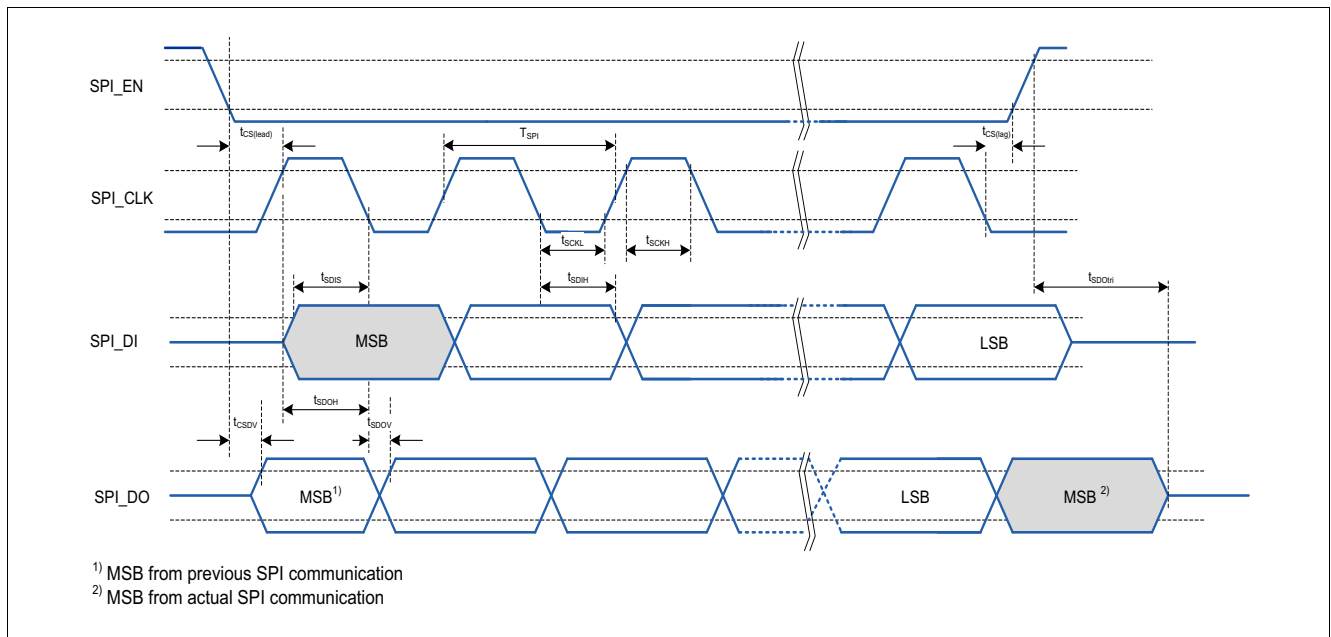 SPI_EN
tCS(lead)
TSPI
tCS(lag)
SPI_CLK
tSCKL
tSCKH
tSDIS
tSDIH
tSDOtri
SPI_DI
MSB
LSB
tSDOH
tCSDV
tSDOV
SPI_DO
MSB1)
LSB
MSB 2)
1) MSB from previous SPI communication
2) MSB from actual SPI communication